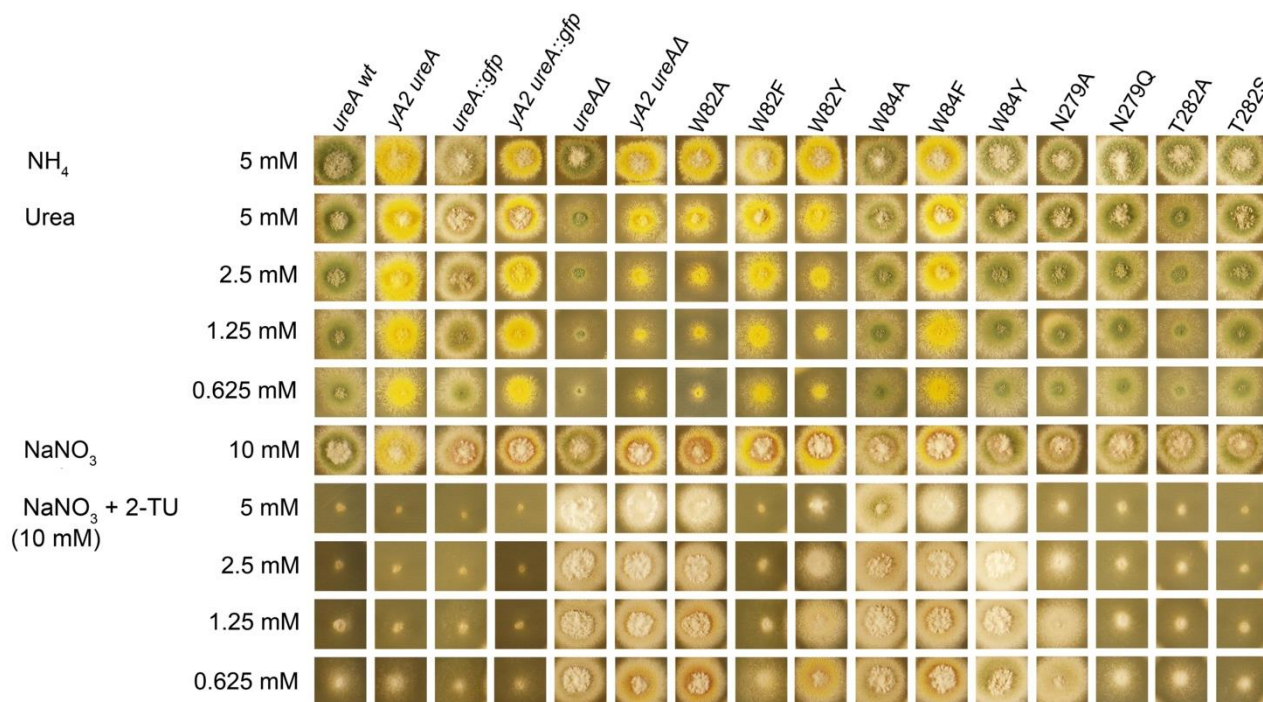 ureA wt yA2 ureA ureA::gfp yA2 ureA::gfp ureAΔ yA2 ureAΔ W82A W82F W82Y W84A W84F W84Y N279A N279Q T282A T282S
NH₄ 5 mM
Urea 5 mM
2.5 mM
1.25 mM
0.625 mM
NaNO₃ 10 mM
NaNO₃ + 2-TU 5 mM
(10 mM)
2.5 mM
1.25 mM
0.625 mM